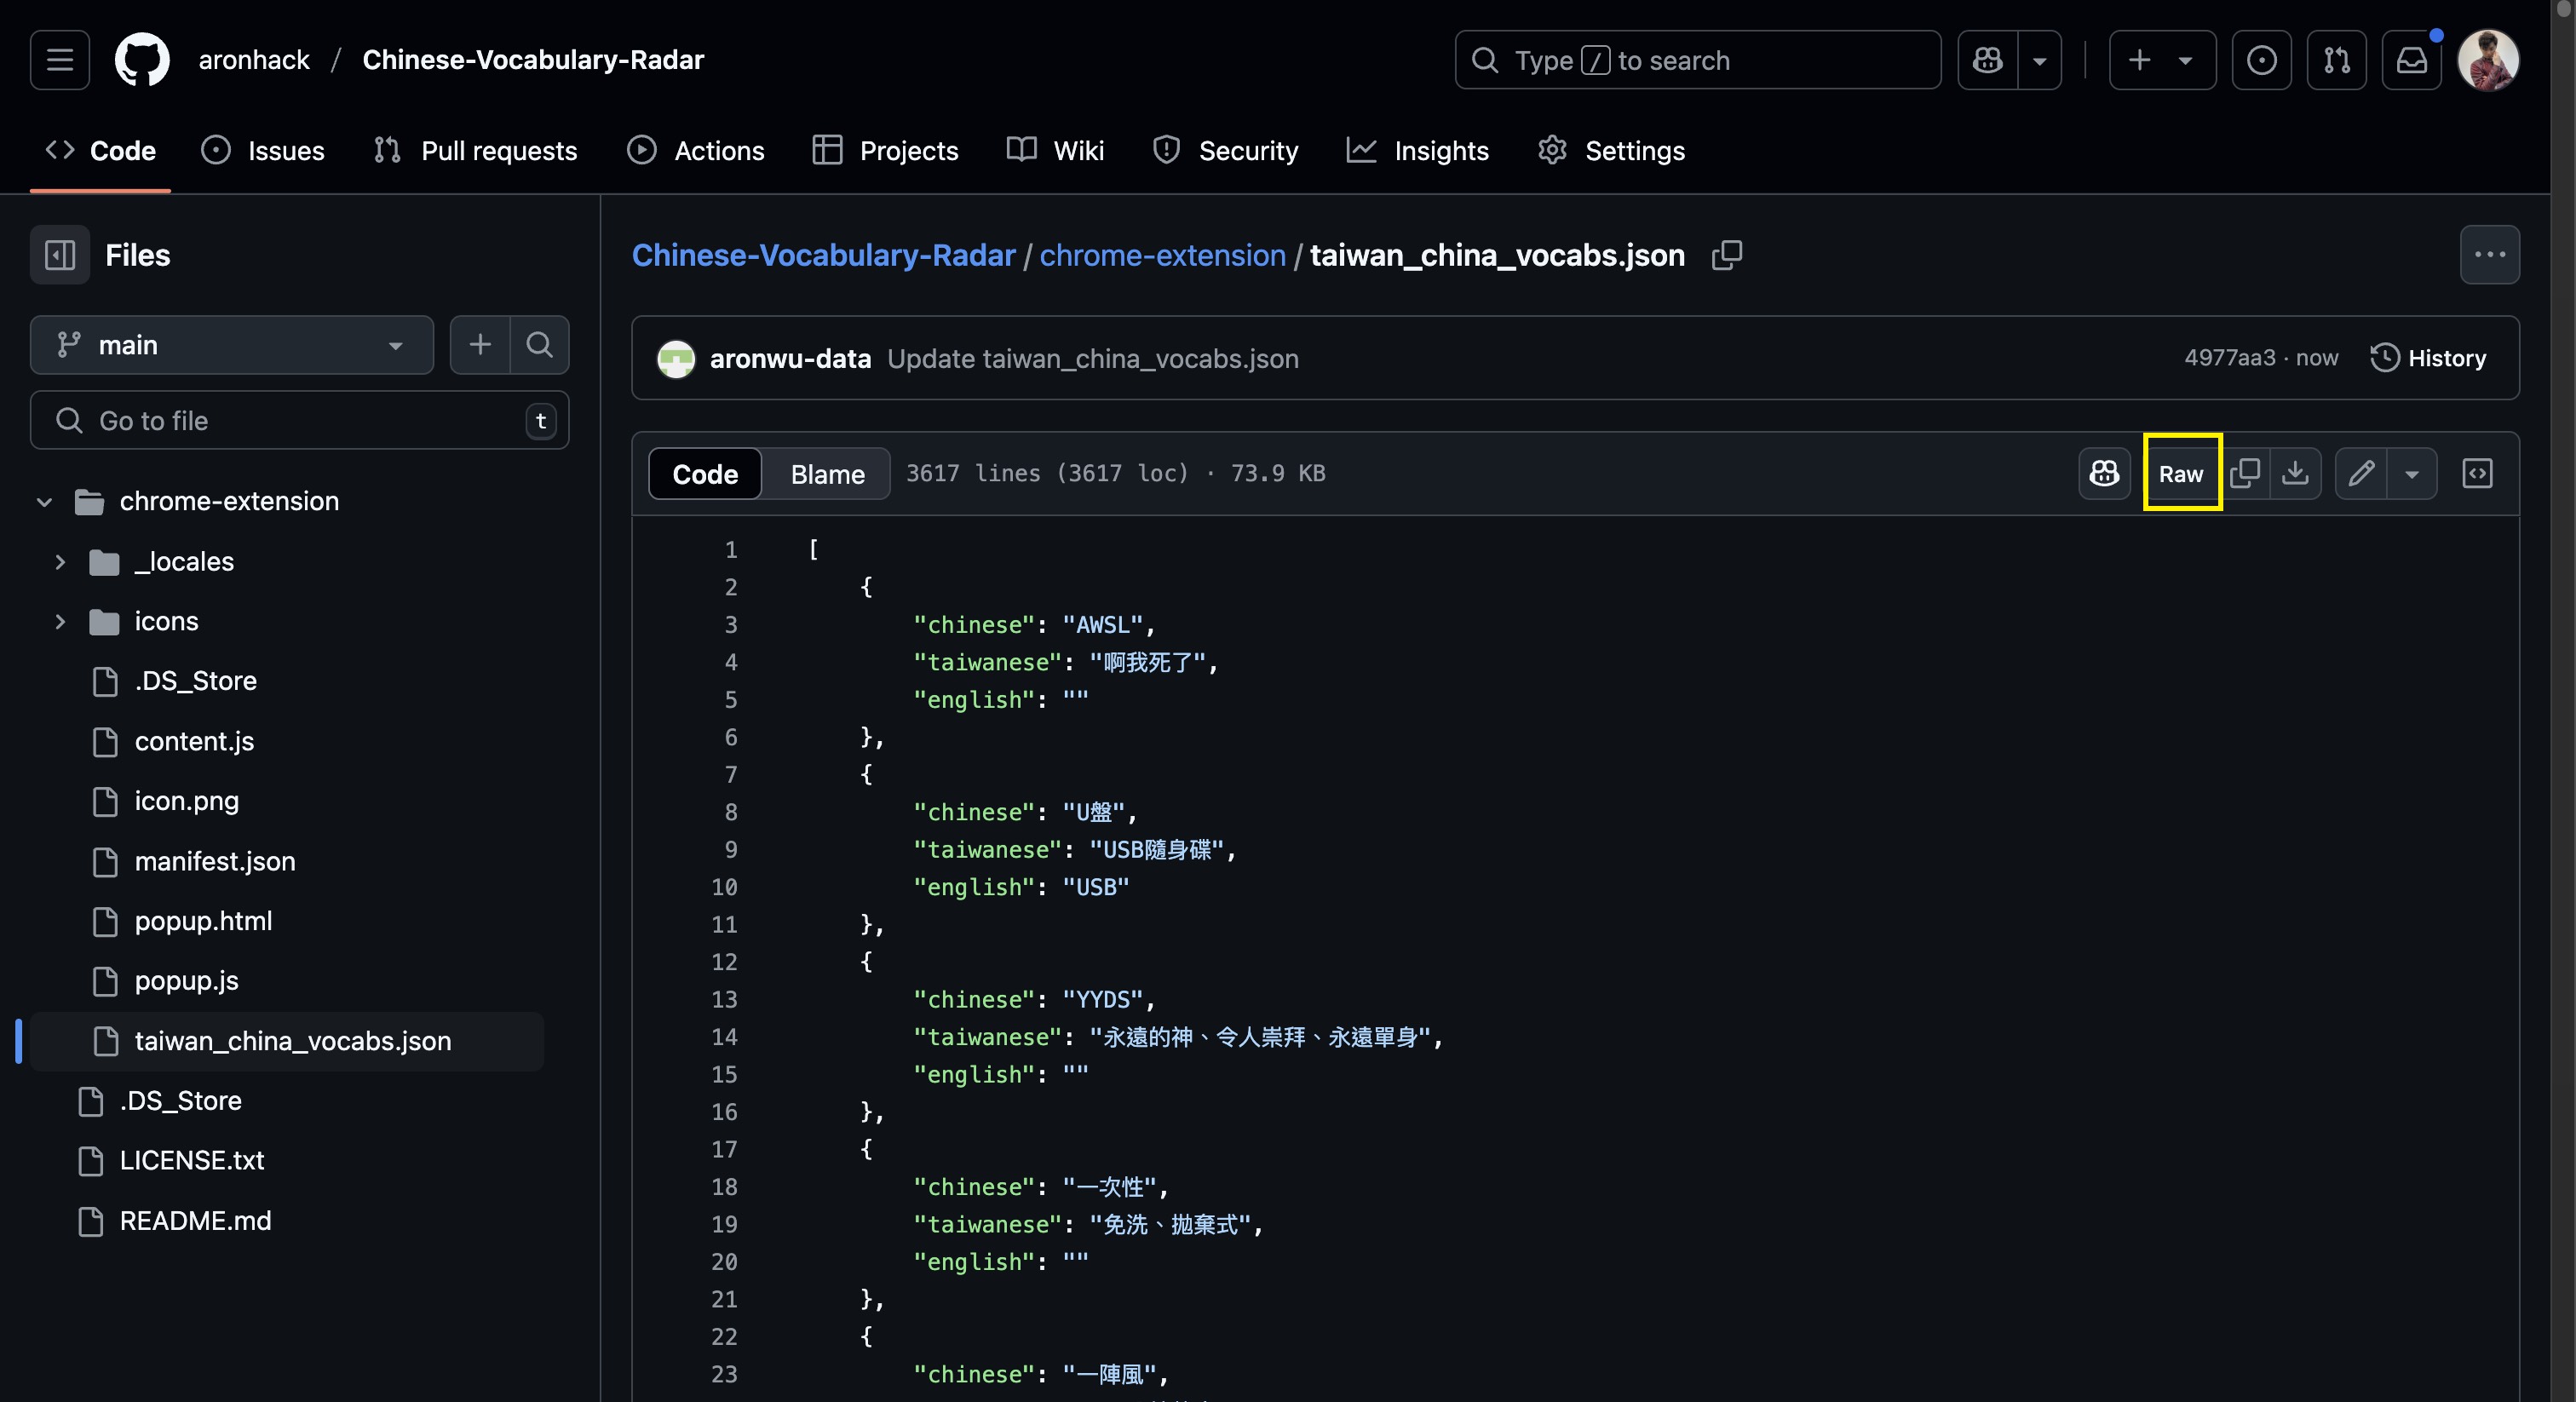 aronhack / Chinese-Vocabulary-Radar
Type / to search
Code
Issues
Pull requests
Actions
Projects
Wiki
Security
Insights
Settings
Files
main
Go to file
t
chrome-extension
_locales
icons
.DS_Store
content.js
icon.png
manifest.json
popup.html
popup.js
taiwan_china_vocabs.json
.DS_Store
LICENSE.txt
README.md
Chinese-Vocabulary-Radar / chrome-extension / taiwan_china_vocabs.json
aronwu-data Update taiwan_china_vocabs.json
4977aa3 · now
History
Code
Blame
3617 lines (3617 loc) · 73.9 KB
Raw
1 [
2 {
3 "chinese": "AWSL",
4 "taiwanese": "啊我死了",
5 "english": ""
6 },
7 {
8 "chinese": "U盤",
9 "taiwanese": "USB隨身碟",
10 "english": "USB"
11 },
12 {
13 "chinese": "YYDS",
14 "taiwanese": "永遠的神、令人崇拜、永遠單身",
15 "english": ""
16 },
17 {
18 "chinese": "一次性",
19 "taiwanese": "免洗、拋棄式",
20 "english": ""
21 },
22 {
23 "chinese": "一陣風",